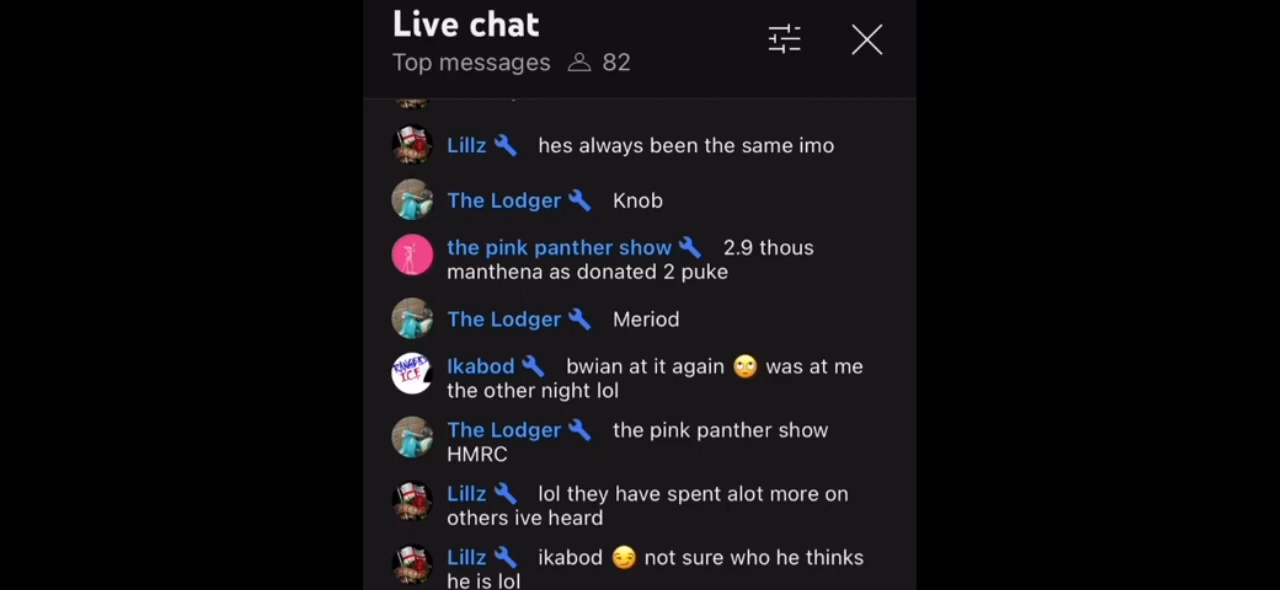 Live chat
Top messages 82
Lillz hes always been the same imo
The Lodger Knob
the pink panther show 2.9 thous
manthena as donated 2 puke
The Lodger Meriod
Ikabod bwian at it again 🙄 was at me
the other night lol
The Lodger the pink panther show
HMRC
Lillz lol they have spent alot more on
others ive heard
Lillz ikabod 😏 not sure who he thinks
he is lol
RANGERS
ICF